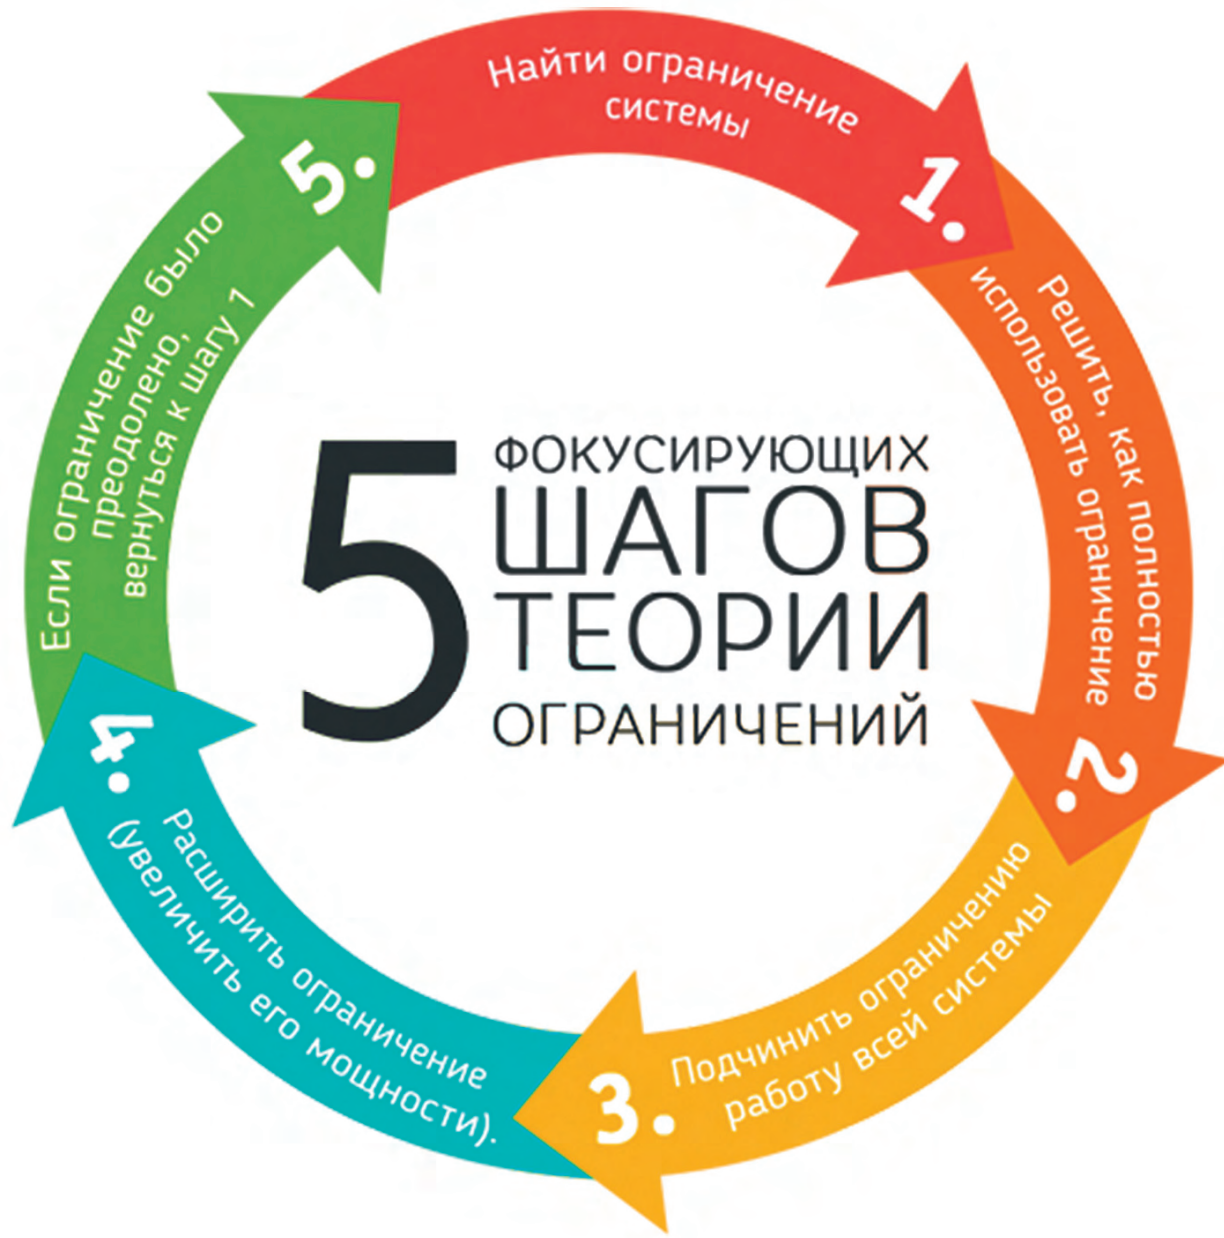 5
ФОКУСИРУЮЩИХ
ШАГОВ
ТЕОРИИ
ОГРАНИЧЕНИЙ
Найти ограничение
системы
1.
Решить, как полностью
использовать ограничение
2.
Подчинить ограничению
работу всей системы
3.
Расширить ограничение
(увеличить его мощности).
4.
Если ограничение было
преодолено,
вернуться к шагу 1
5.